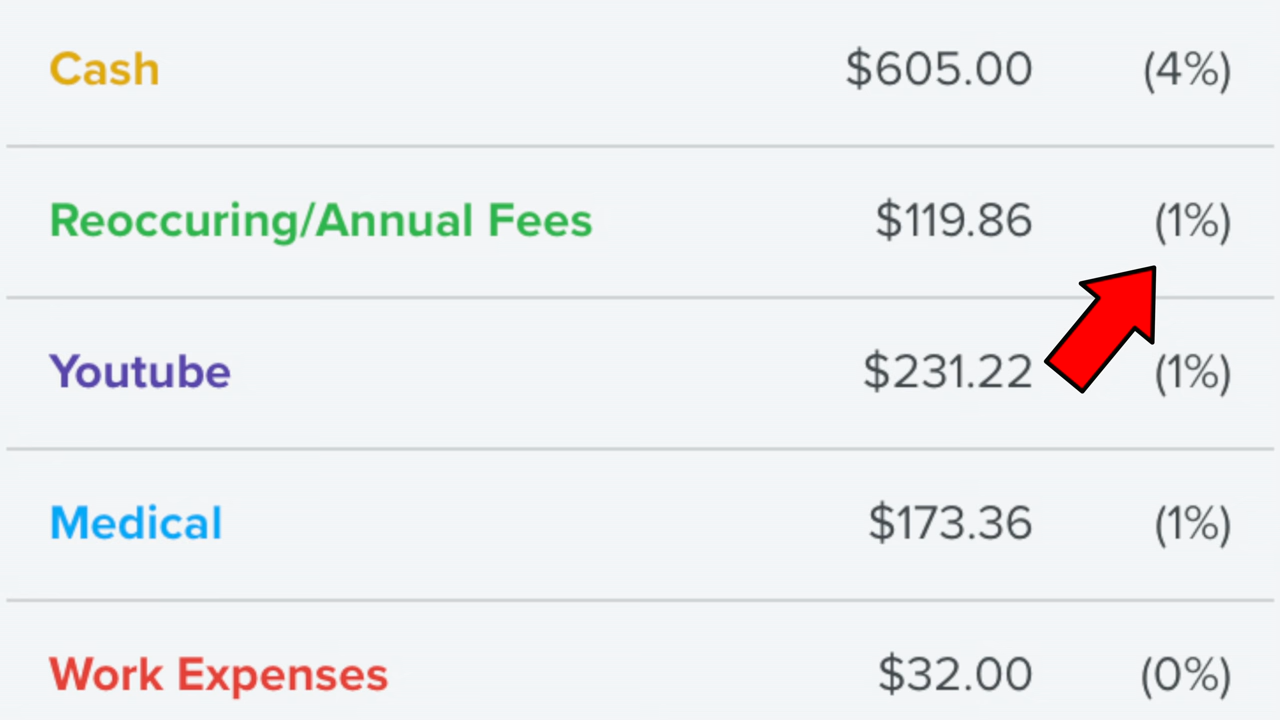 Cash $605.00 (4%)
Reoccuring/Annual Fees $119.86 (1%)
Youtube $231.22 (1%)
Medical $173.36 (1%)
Work Expenses $32.00 (0%)